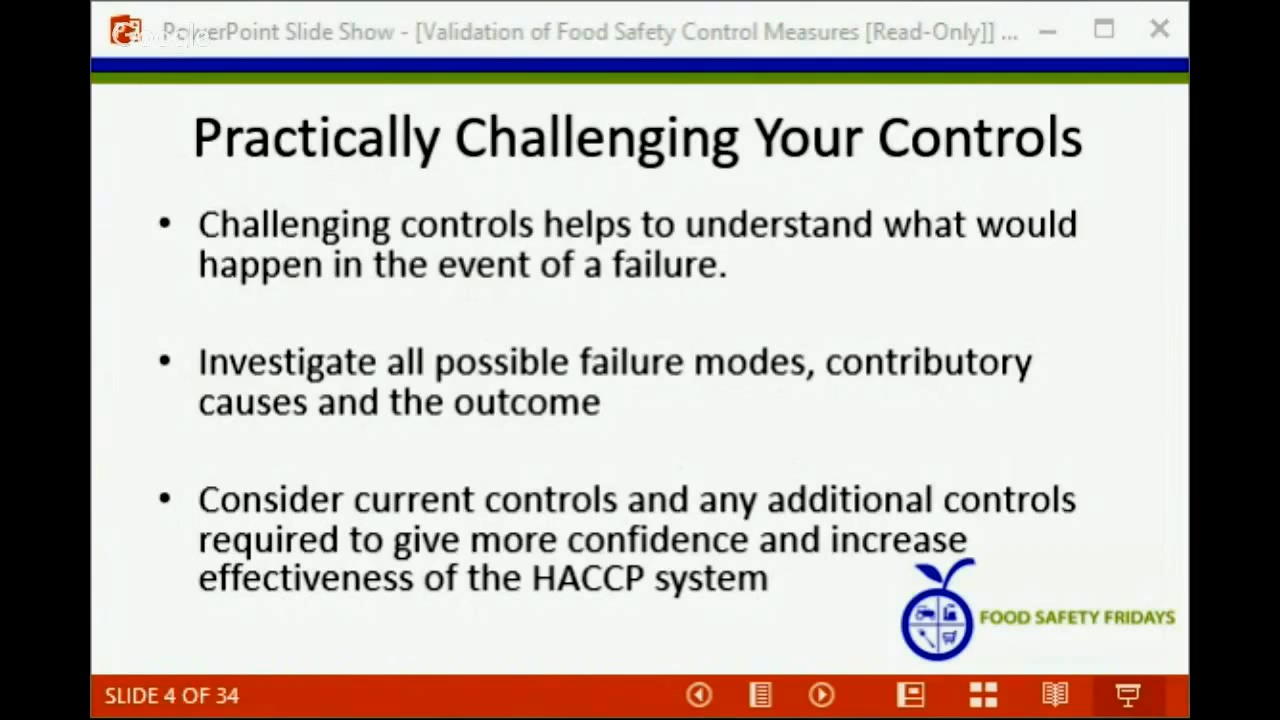 PowerPoint Slide Show - [Validation of Food Safety Control Measures [Read-Only]] ...
Google
Practically Challenging Your Controls
• Challenging controls helps to understand what would
happen in the event of a failure.
• Investigate all possible failure modes, contributory
causes and the outcome
• Consider current controls and any additional controls
required to give more confidence and increase
effectiveness of the HACCP system
FOOD SAFETY FRIDAYS
SLIDE 4 OF 34